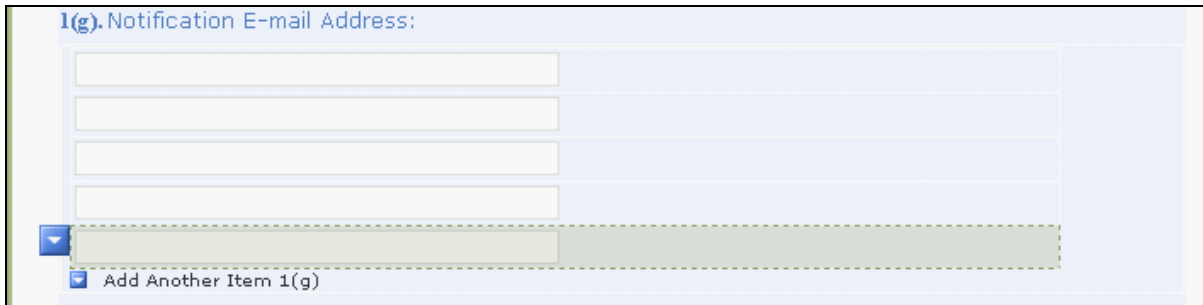 1(g). Notification E-mail Address:
Add Another Item 1(g)